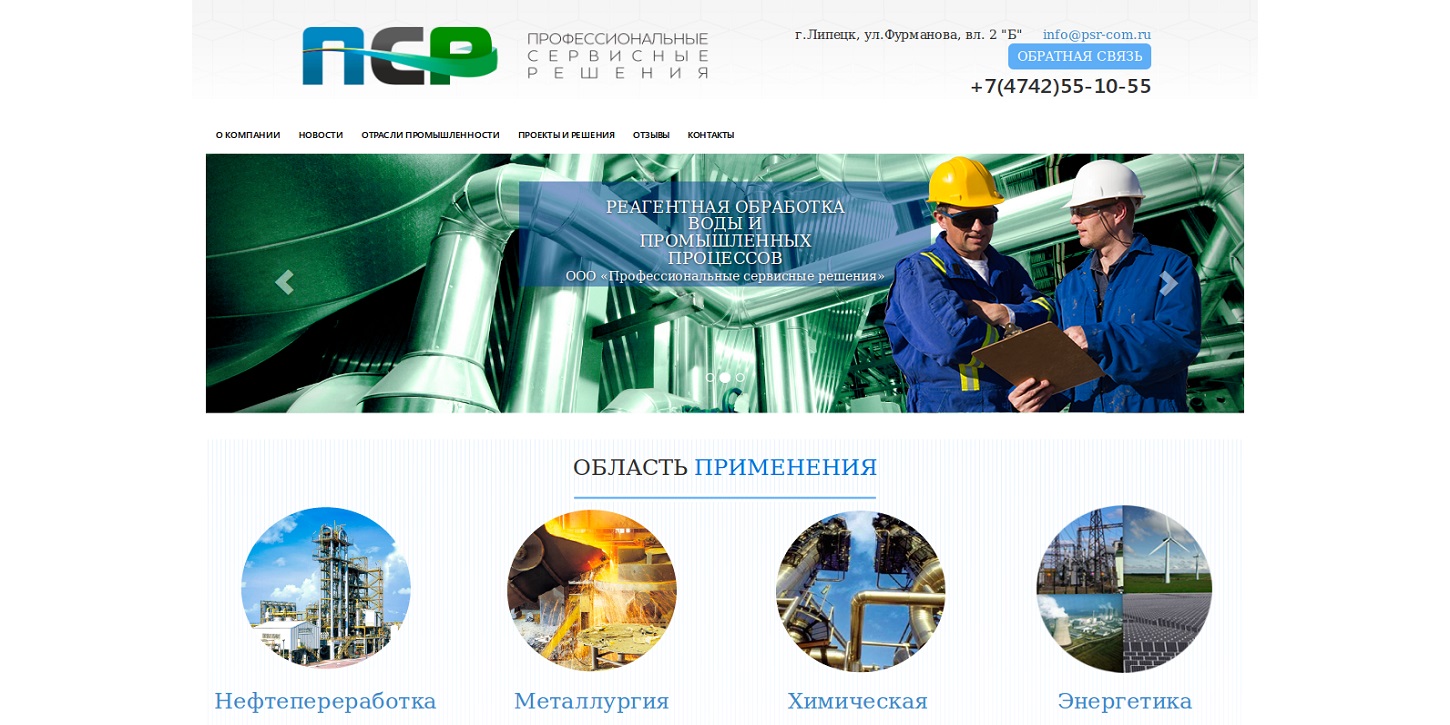 ПСР
ПРОФЕССИОНАЛЬНЫЕ
СЕРВИСНЫЕ
РЕШЕНИЯ
г.Липецк, ул.Фурманова, вл. 2 "Б" info@psr-com.ru
ОБРАТНАЯ СВЯЗЬ
+7(4742)55-10-55
О КОМПАНИИ НОВОСТИ ОТРАСЛИ ПРОМЫШЛЕННОСТИ ПРОЕКТЫ И РЕШЕНИЯ ОТЗЫВЫ КОНТАКТЫ
РЕАГЕНТНАЯ ОБРАБОТКА
ВОДЫ И
ПРОМЫШЛЕННЫХ
ПРОЦЕССОВ
ООО «Профессиональные сервисные решения»
ОБЛАСТЬ ПРИМЕНЕНИЯ
Нефтепереработка Металлургия Химическая Энергетика